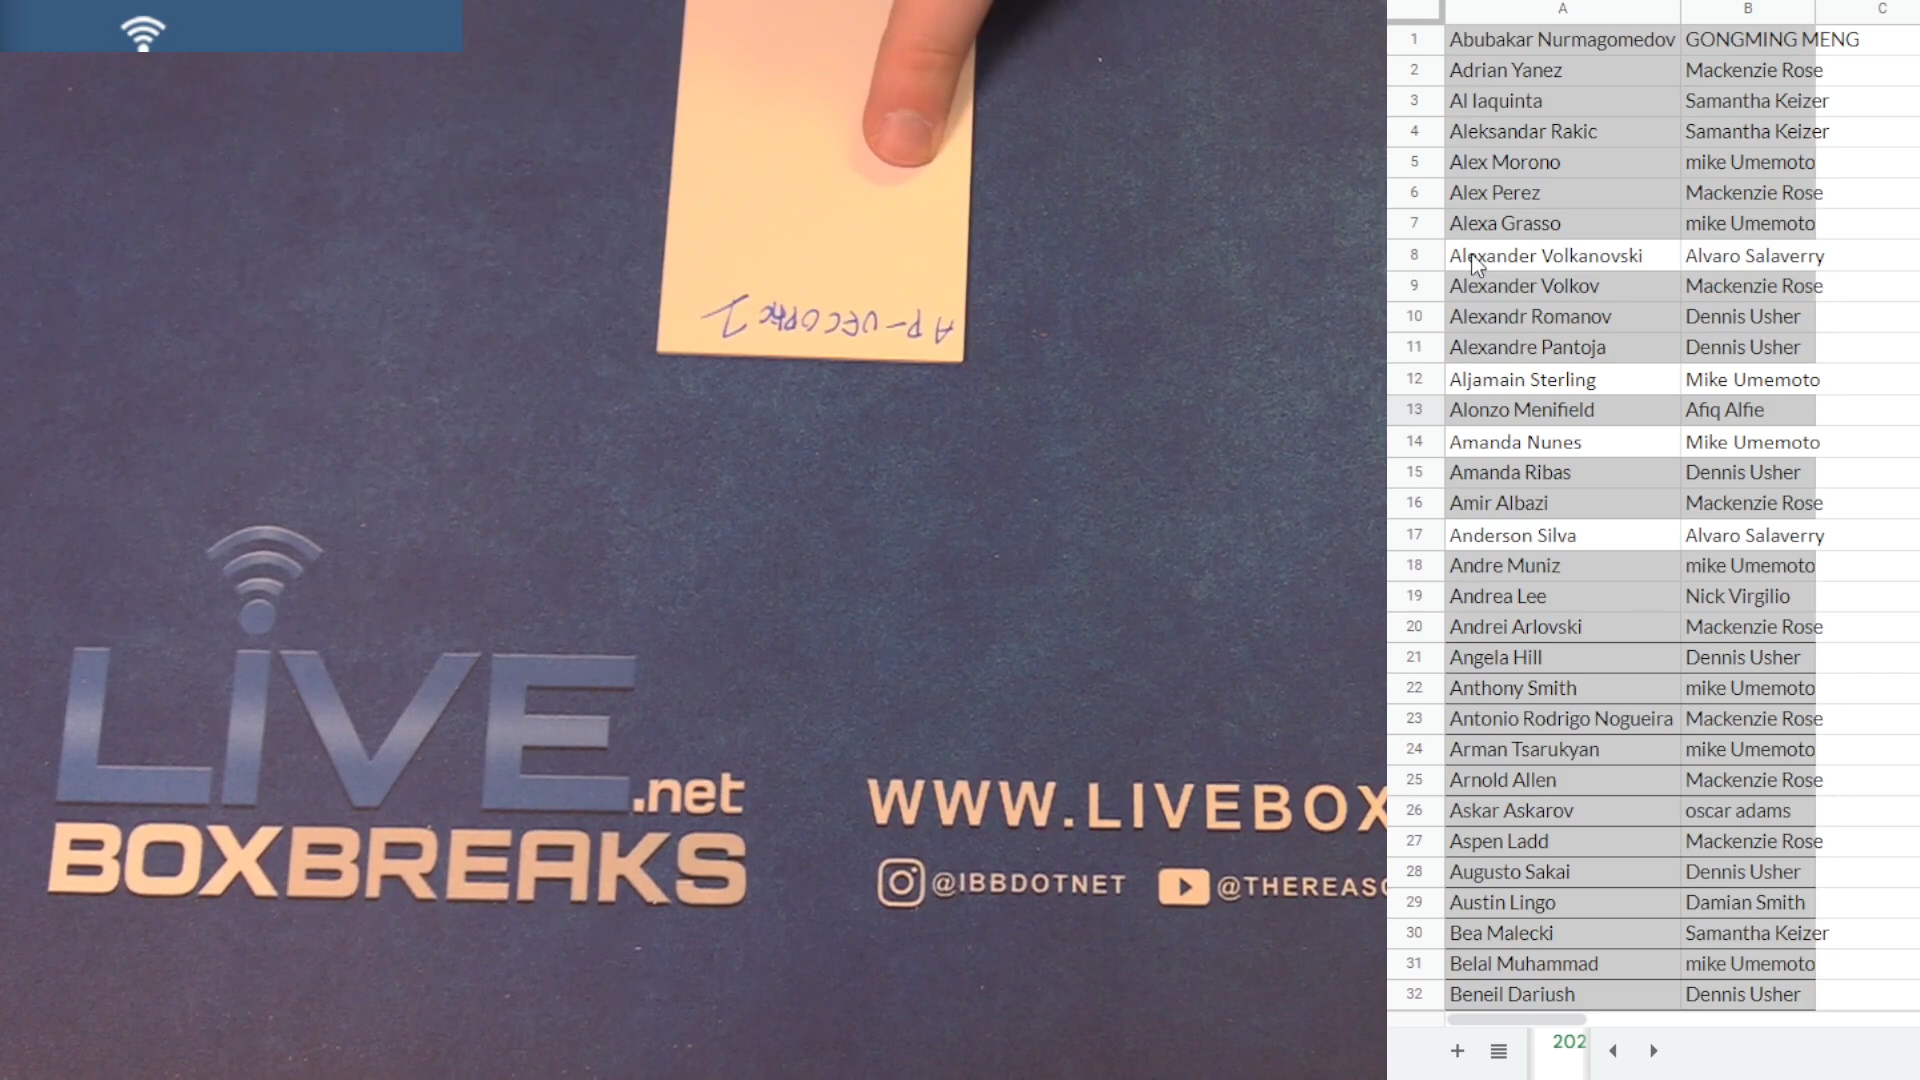 LIVE.net
BOXBREAKS
WWW.LIVEBOX
@IBBDOTNET @THEREASO
A B C
1 Abubakar Nurmagomedov GONGMING MENG
2 Adrian Yanez Mackenzie Rose
3 Al Iaquinta Samantha Keizer
4 Aleksandar Rakic Samantha Keizer
5 Alex Morono mike Umemoto
6 Alex Perez Mackenzie Rose
7 Alexa Grasso mike Umemoto
8 Alexander Volkanovski Alvaro Salaverry
9 Alexander Volkov Mackenzie Rose
10 Alexandr Romanov Dennis Usher
11 Alexandre Pantoja Dennis Usher
12 Aljamain Sterling Mike Umemoto
13 Alonzo Menifield Afiq Alfie
14 Amanda Nunes Mike Umemoto
15 Amanda Ribas Dennis Usher
16 Amir Albazi Mackenzie Rose
17 Anderson Silva Alvaro Salaverry
18 Andre Muniz mike Umemoto
19 Andrea Lee Nick Virgilio
20 Andrei Arlovski Mackenzie Rose
21 Angela Hill Dennis Usher
22 Anthony Smith mike Umemoto
23 Antonio Rodrigo Nogueira Mackenzie Rose
24 Arman Tsarukyan mike Umemoto
25 Arnold Allen Mackenzie Rose
26 Askar Askarov oscar adams
27 Aspen Ladd Mackenzie Rose
28 Augusto Sakai Dennis Usher
29 Austin Lingo Damian Smith
30 Bea Malecki Samantha Keizer
31 Belal Muhammad mike Umemoto
32 Beneil Dariush Dennis Usher
202